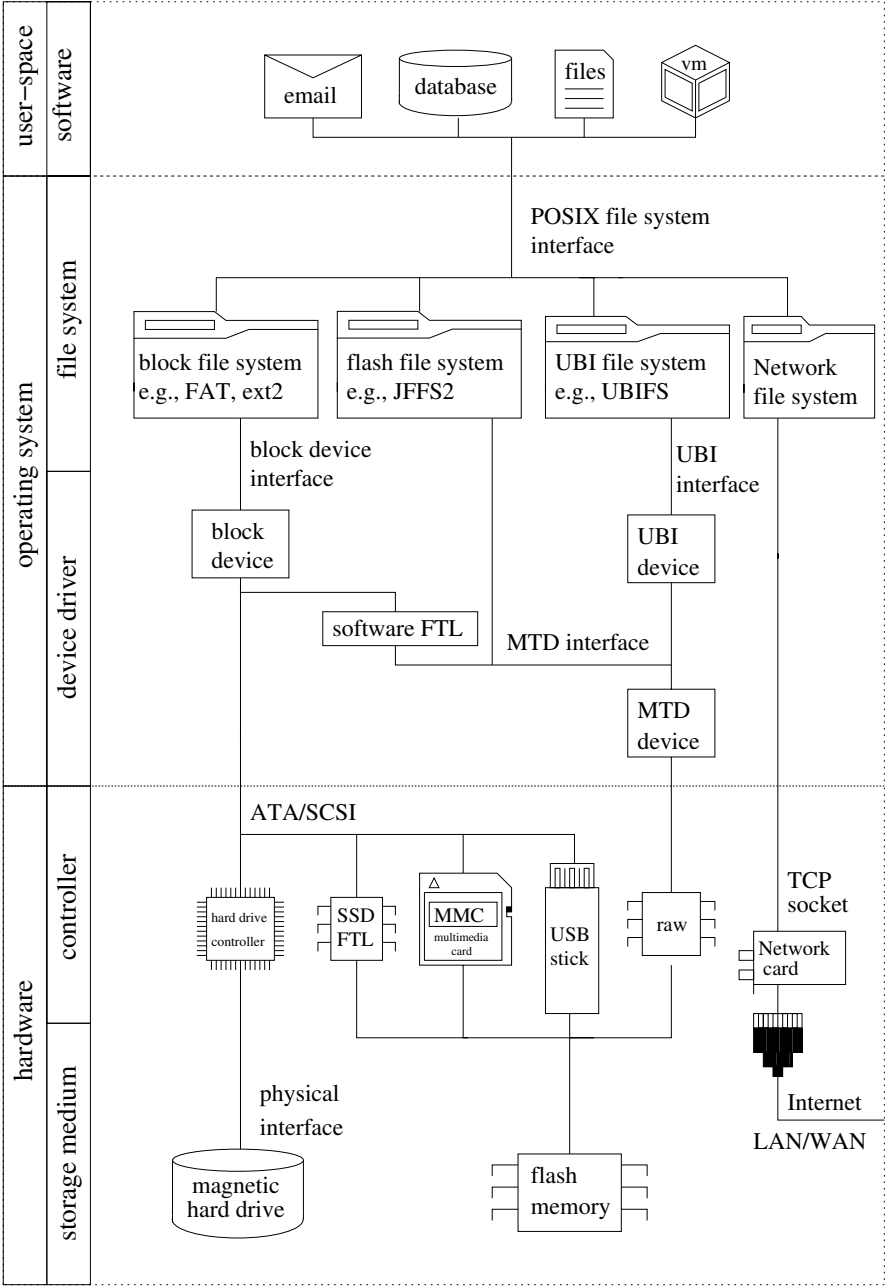 user-space
software
email
database
files
vm
operating system
file system
POSIX file system
interface
block file system
e.g., FAT, ext2
flash file system
e.g., JFFS2
UBI file system
e.g., UBIFS
Network
file system
block device
interface
UBI
interface
device driver
block
device
UBI
device
software FTL
MTD interface
MTD
device
hardware
controller
ATA/SCSI
hard drive
controller
SSD
FTL
MMC
multimedia
card
USB
stick
raw
TCP
socket
Network
card
storage medium
physical
interface
Internet
LAN/WAN
magnetic
hard drive
flash
memory